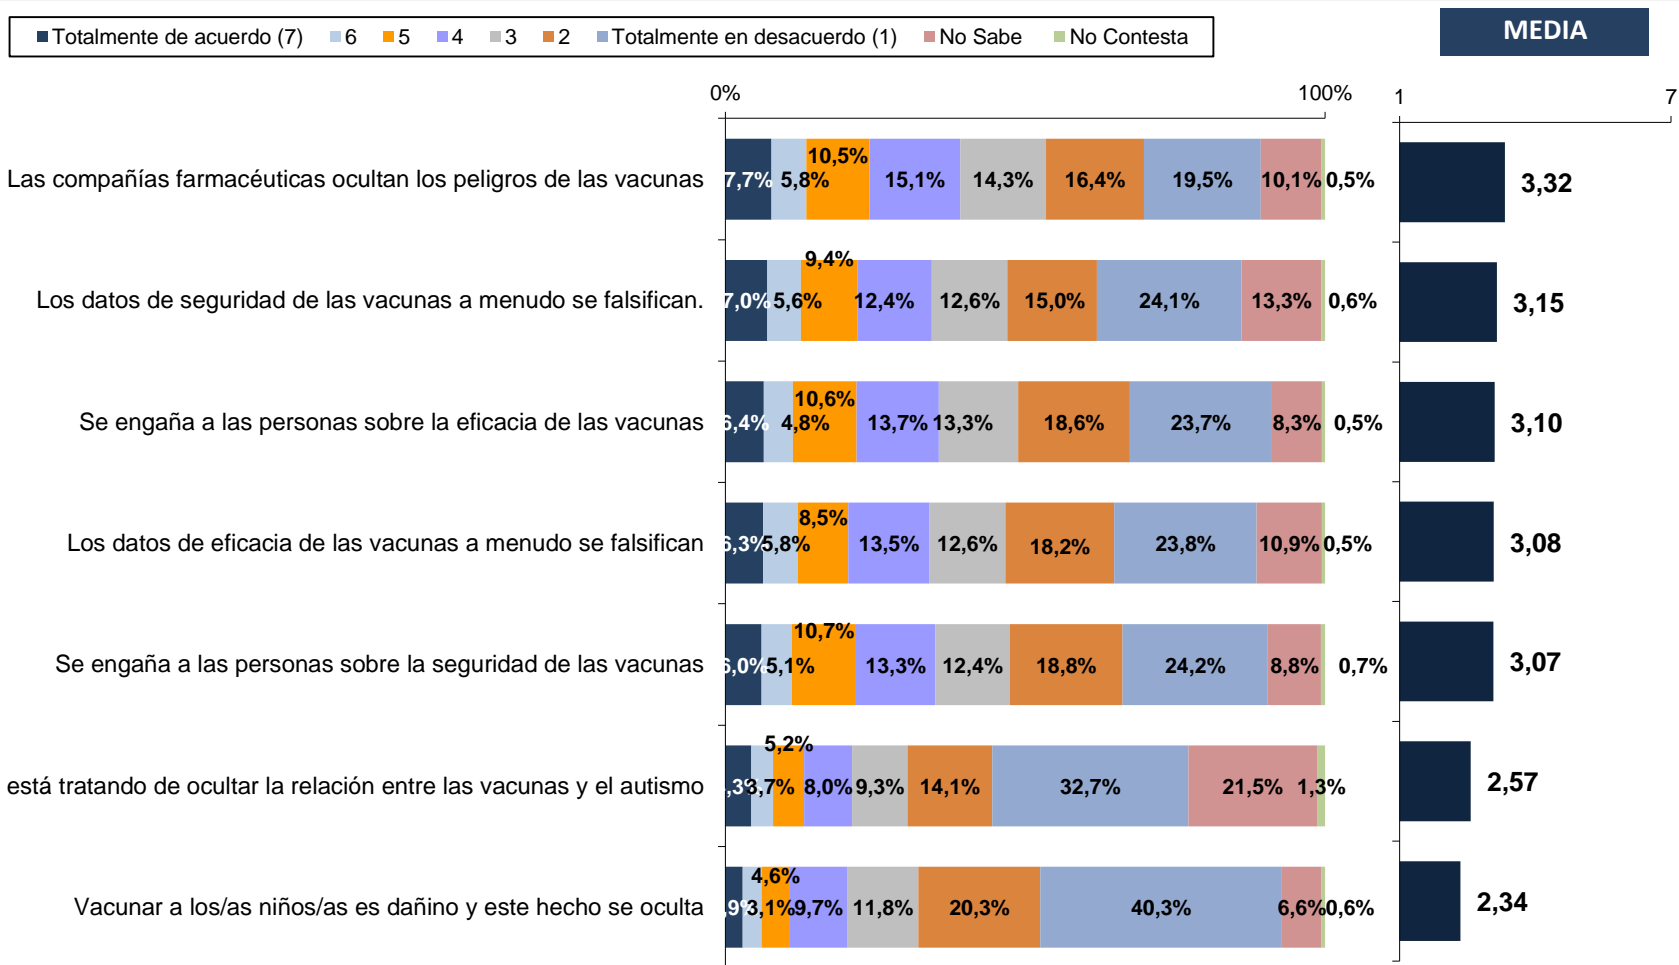 Totalmente de acuerdo (7) 6 5 4 3 2 Totalmente en desacuerdo (1) No Sabe No Contesta
MEDIA
0% 100% 1 7
Las compañías farmacéuticas ocultan los peligros de las vacunas 7,7% 5,8% 10,5% 15,1% 14,3% 16,4% 19,5% 10,1% 0,5% 3,32
Los datos de seguridad de las vacunas a menudo se falsifican. 7,0% 5,6% 9,4% 12,4% 12,6% 15,0% 24,1% 13,3% 0,6% 3,15
Se engaña a las personas sobre la eficacia de las vacunas 6,4% 4,8% 10,6% 13,7% 13,3% 18,6% 23,7% 8,3% 0,5% 3,10
Los datos de eficacia de las vacunas a menudo se falsifican 6,3% 5,8% 8,5% 13,5% 12,6% 18,2% 23,8% 10,9% 0,5% 3,08
Se engaña a las personas sobre la seguridad de las vacunas 6,0% 5,1% 10,7% 13,3% 12,4% 18,8% 24,2% 8,8% 0,7% 3,07
está tratando de ocultar la relación entre las vacunas y el autismo ,3% 3,7% 5,2% 8,0% 9,3% 14,1% 32,7% 21,5% 1,3% 2,57
Vacunar a los/as niños/as es dañino y este hecho se oculta ,9% 3,1% 4,6% 9,7% 11,8% 20,3% 40,3% 6,6% 0,6% 2,34